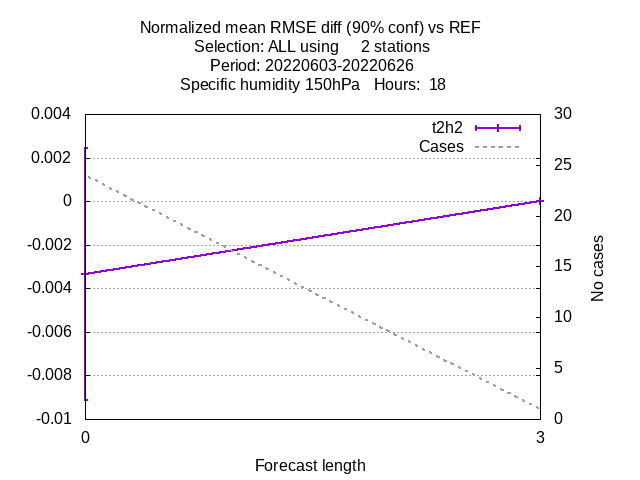 Normalized mean RMSE diff (90% conf) vs REF
Selection: ALL using     2 stations
Period: 20220603-20220626
Specific humidity 150hPa   Hours:  18
0.004
0.002
0
-0.002
-0.004
-0.006
-0.008
-0.01
30
25
20
15
10
5
0
t2h2
Cases
No cases
0
3
Forecast length